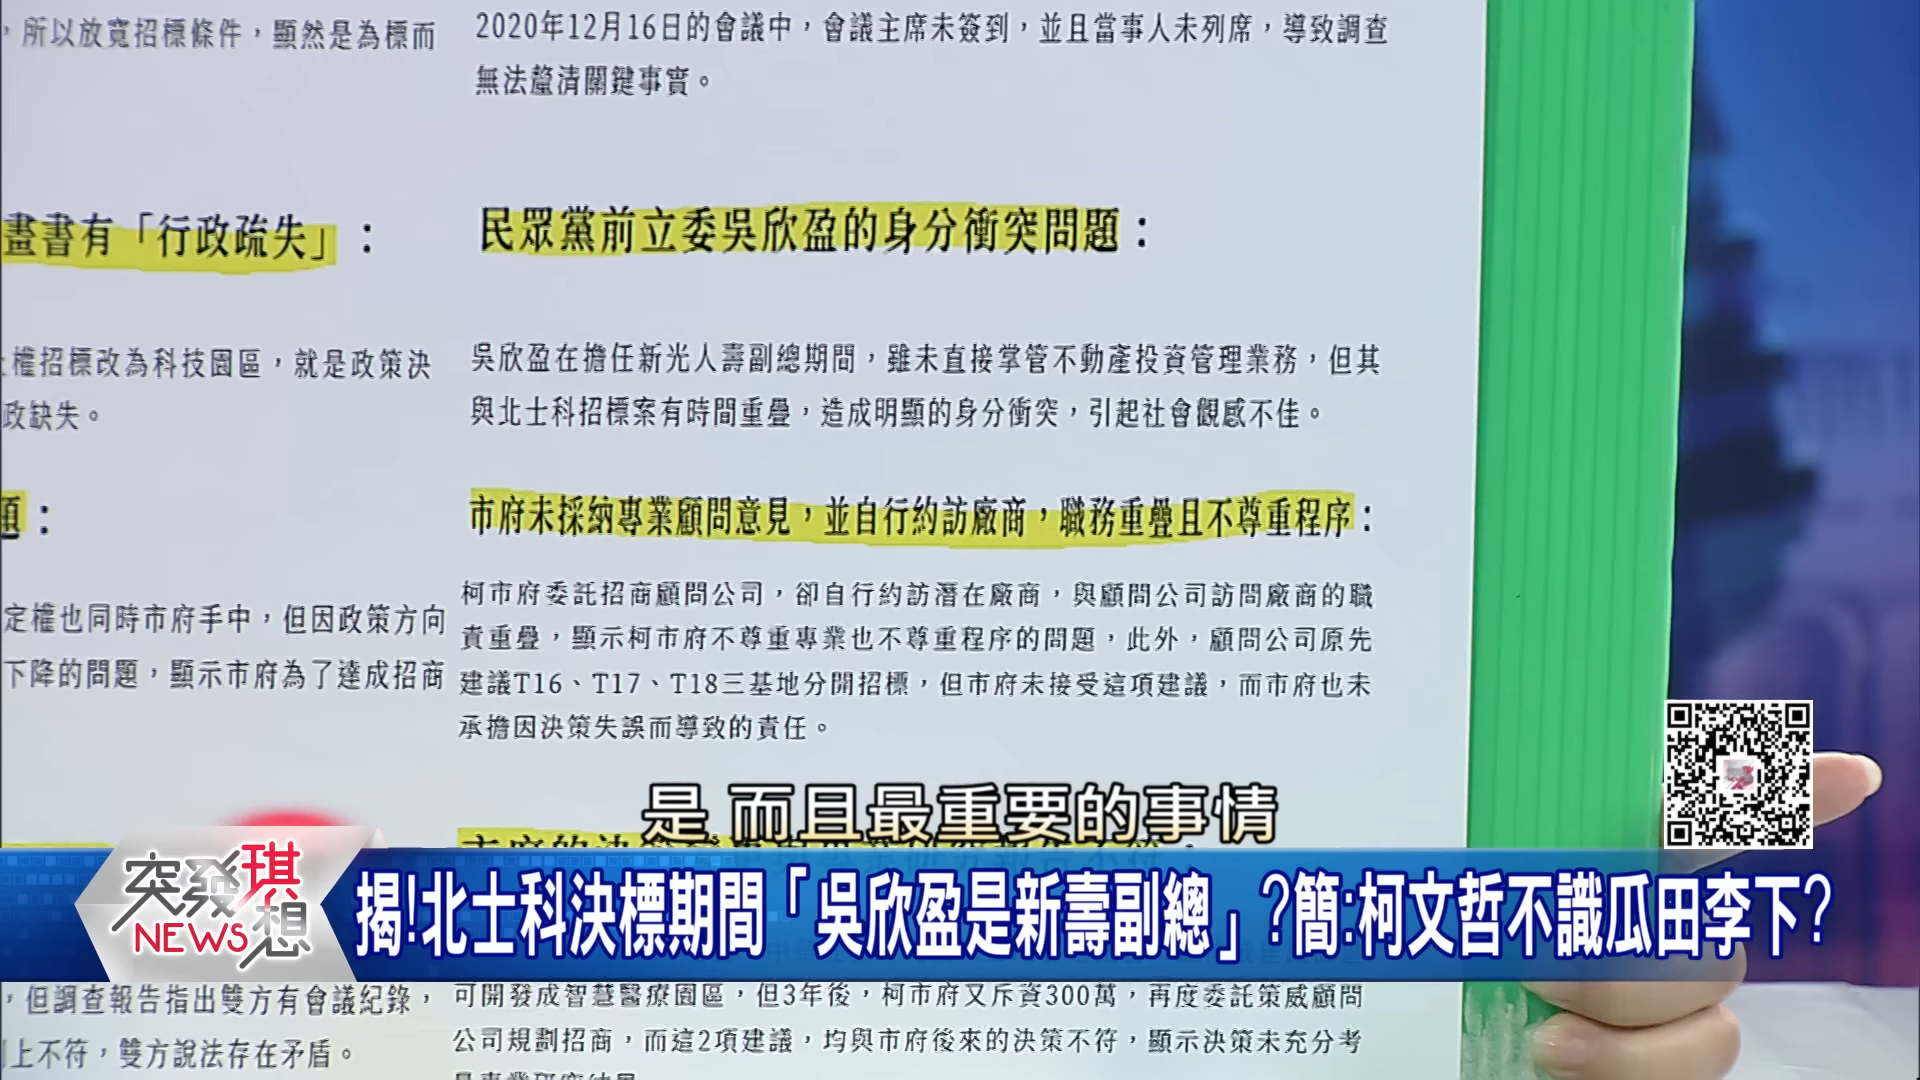 ，所以放寬招標條件，顯然是為標而
畫書有「行政疏失」：
權招標改為科技園區，就是政策決
政缺失。
題：
定權也同時市府手中，但因政策方向
下降的問題，顯示市府為了達成招商
2020年12月16日的會議中，會議主席未簽到，並且當事人未列席，導致調查
無法釐清關鍵事實。
民眾黨前立委吳欣盈的身分衝突問題：
吳欣盈在擔任新光人壽副總期間，雖未直接掌管不動產投資管理業務，但其
與北士科招標案有時間重疊，造成明顯的身分衝突，引起社會觀感不佳。
市府未採納專業顧問意見，並自行約訪廠商，職務重疊且不尊重程序：
柯市府委託招商顧問公司，卻自行約訪潛在廠商，與顧問公司訪問廠商的職
責重疊，顯示柯市府不尊重專業也不尊重程序的問題，此外，顧問公司原先
建議T16、T17、T18三基地分開招標，但市府未接受這項建議，而市府也未
承擔因決策失誤而導致的責任。
是 而且最重要的事情
突發琪想
NEWS
揭!北士科決標期間「吳欣盈是新壽副總」?簡:柯文哲不識瓜田李下?
，但調查報告指出雙方有會議紀錄，
上不符，雙方說法存在矛盾。
可開發成智慧醫療園區，但3年後，柯市府又斥資300萬，再度委託策威顧問
公司規劃招商，而這2項建議，均與市府後來的決策不符，顯示決策未充分考